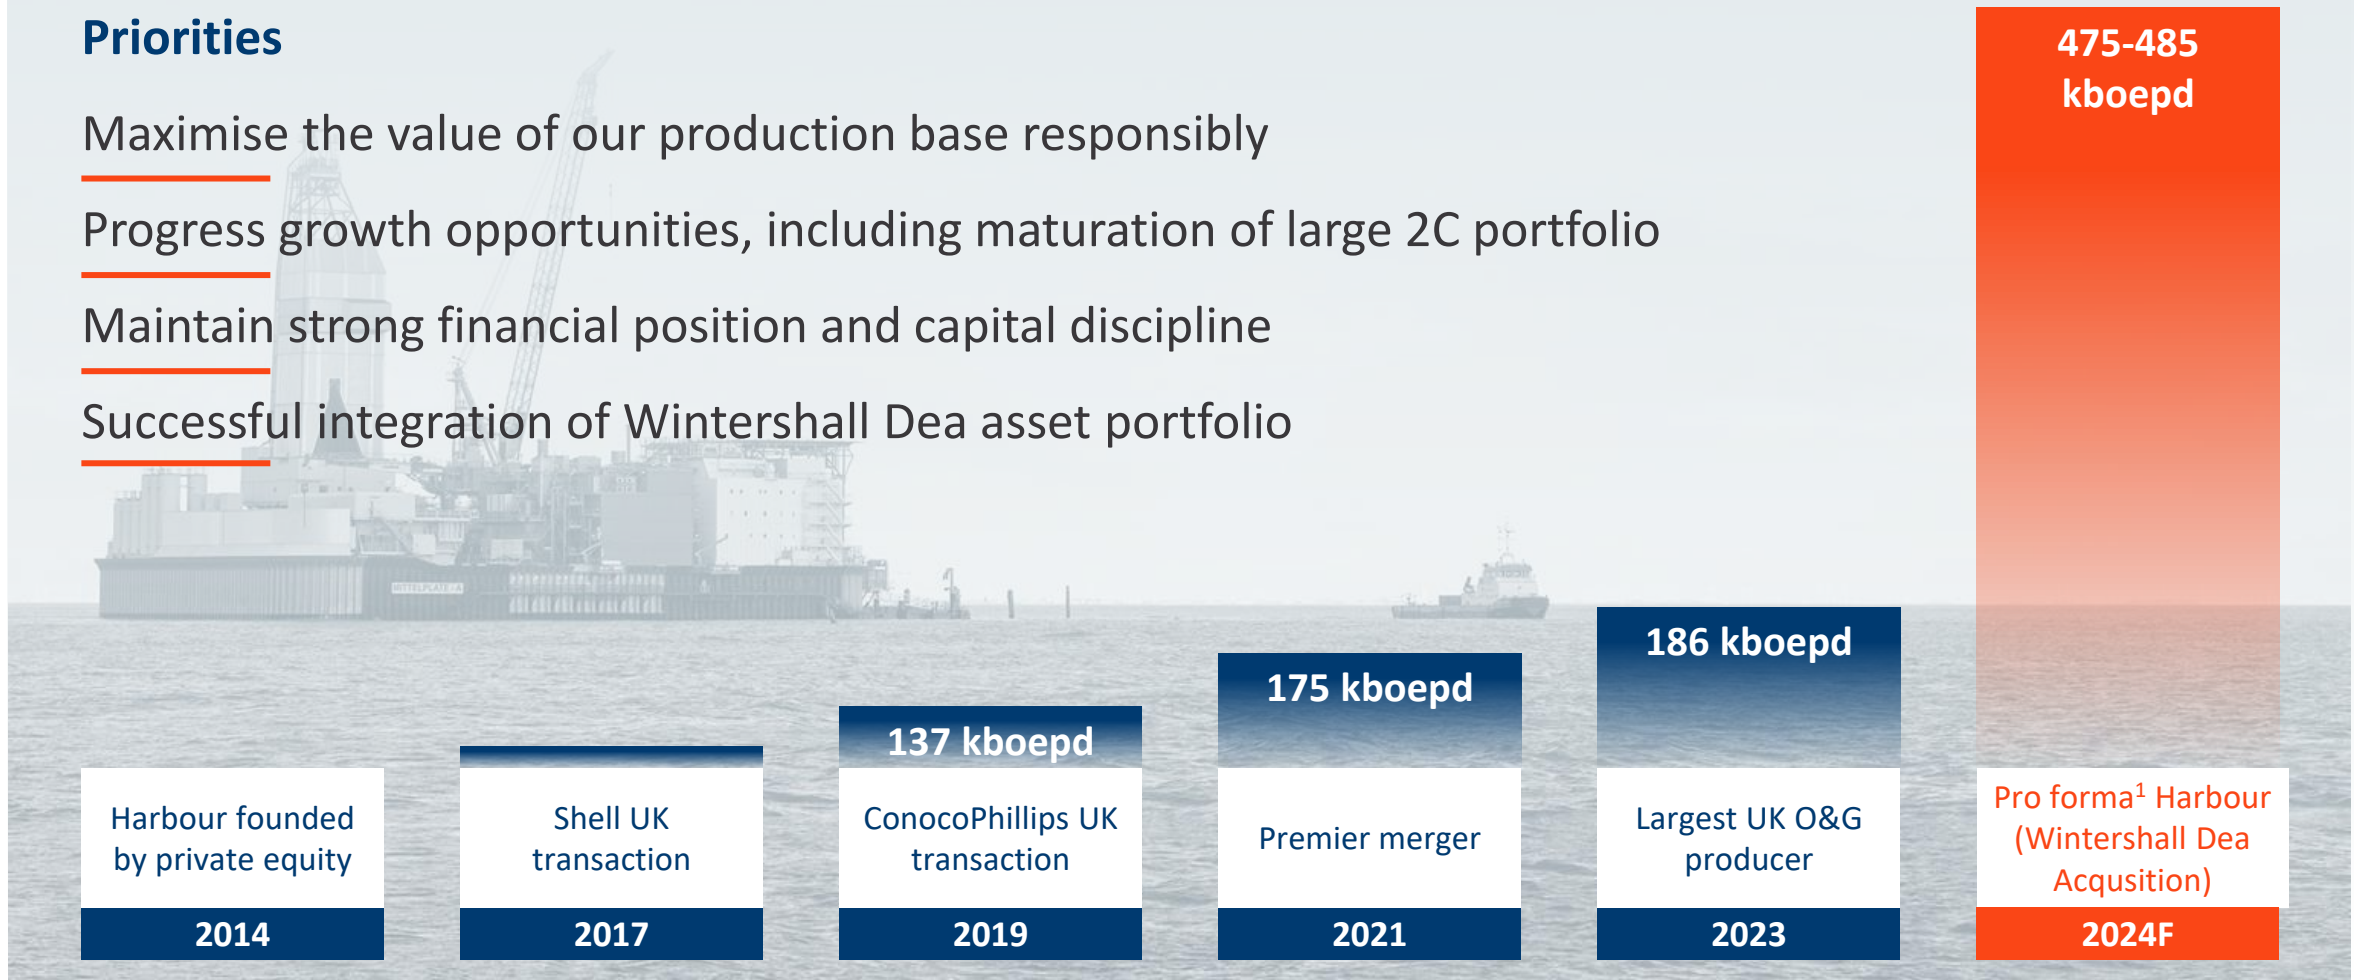 Priorities
Maximise the value of our production base responsibly
Progress growth opportunities, including maturation of large 2C portfolio
Maintain strong financial position and capital discipline
Successful integration of Wintershall Dea asset portfolio
475-485
kboepd
186 kboepd
175 kboepd
137 kboepd
Harbour founded
by private equity
2014
Shell UK
transaction
2017
ConocoPhillips UK
transaction
2019
Premier merger
2021
Largest UK O&G
producer
2023
Pro forma¹ Harbour
(Wintershall Dea
Acqusition)
2024F
MITTELPLATE A